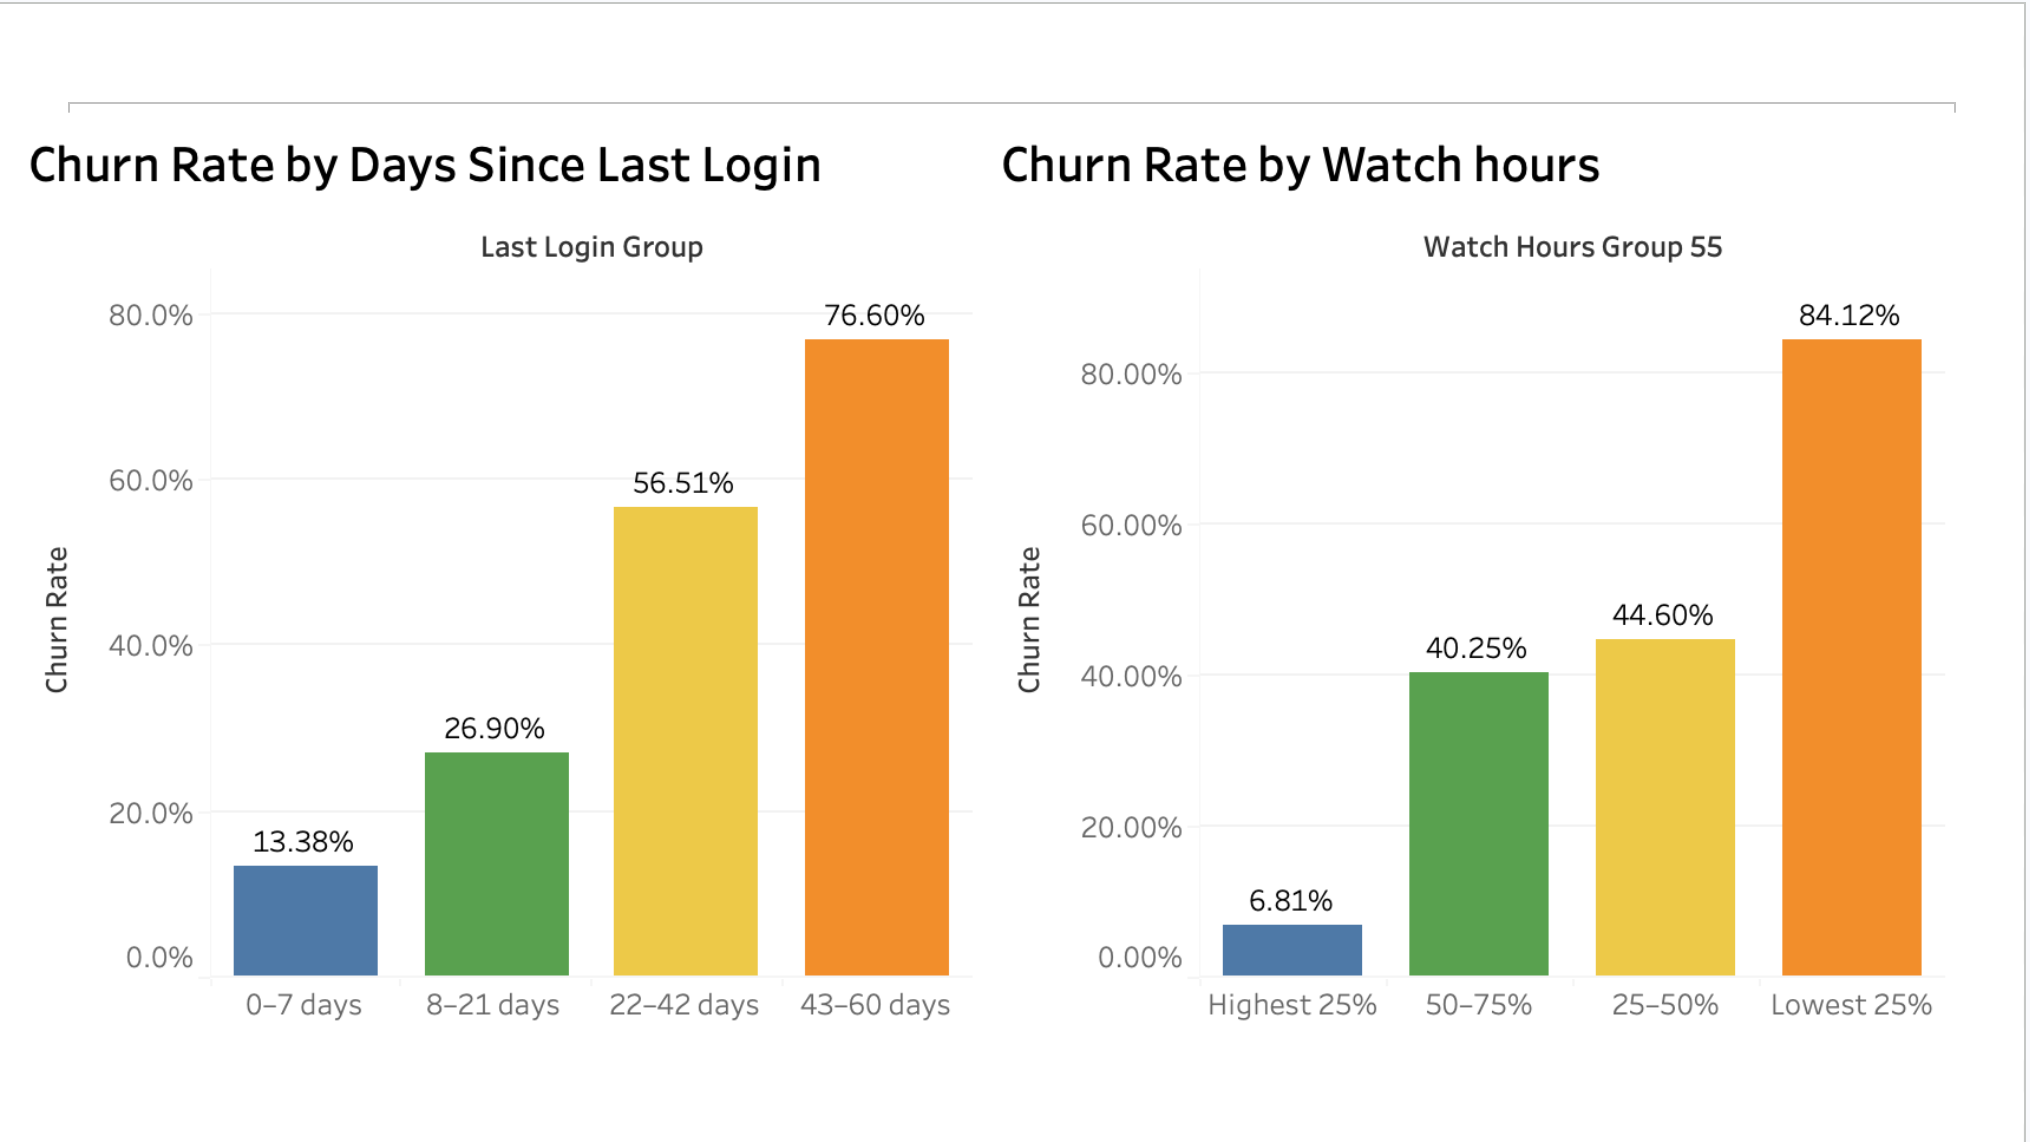 Churn Rate by Days Since Last Login
Last Login Group
80.0%
60.0%
40.0%
20.0%
0.0%
Churn Rate
13.38%
26.90%
56.51%
76.60%
0–7 days
8–21 days
22–42 days
43–60 days
Churn Rate by Watch hours
Watch Hours Group 55
80.00%
60.00%
40.00%
20.00%
0.00%
Churn Rate
6.81%
40.25%
44.60%
84.12%
Highest 25%
50–75%
25–50%
Lowest 25%